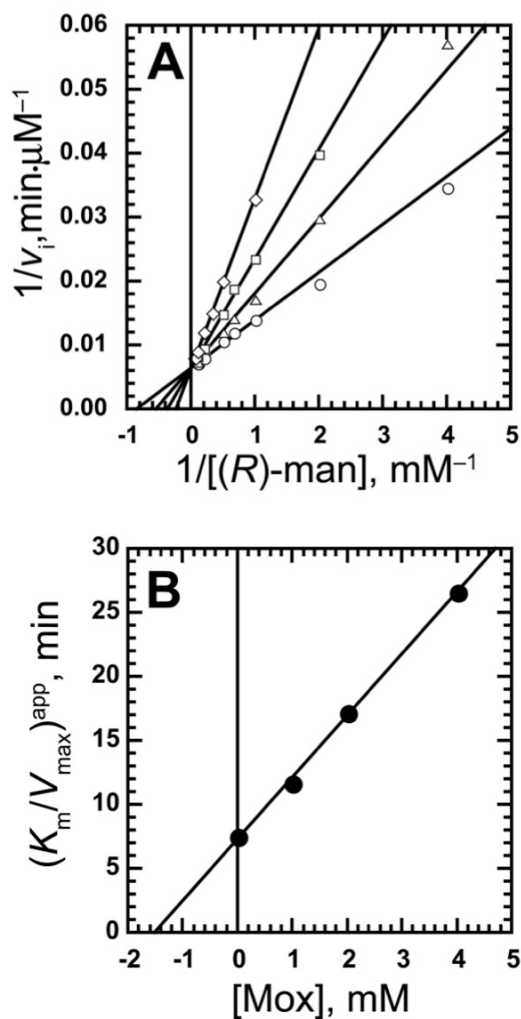 A
0.06
0.05
0.04
0.03
0.02
0.01
0.00
1/vᵢ, min·μM⁻¹
-1 0 1 2 3 4 5
1/[(R)-man], mM⁻¹
B
30
25
20
15
10
5
0
(Kₘ/Vₘₐₓ)ᵃᵖᵖ, min
-2 -1 0 1 2 3 4 5
[Mox], mM